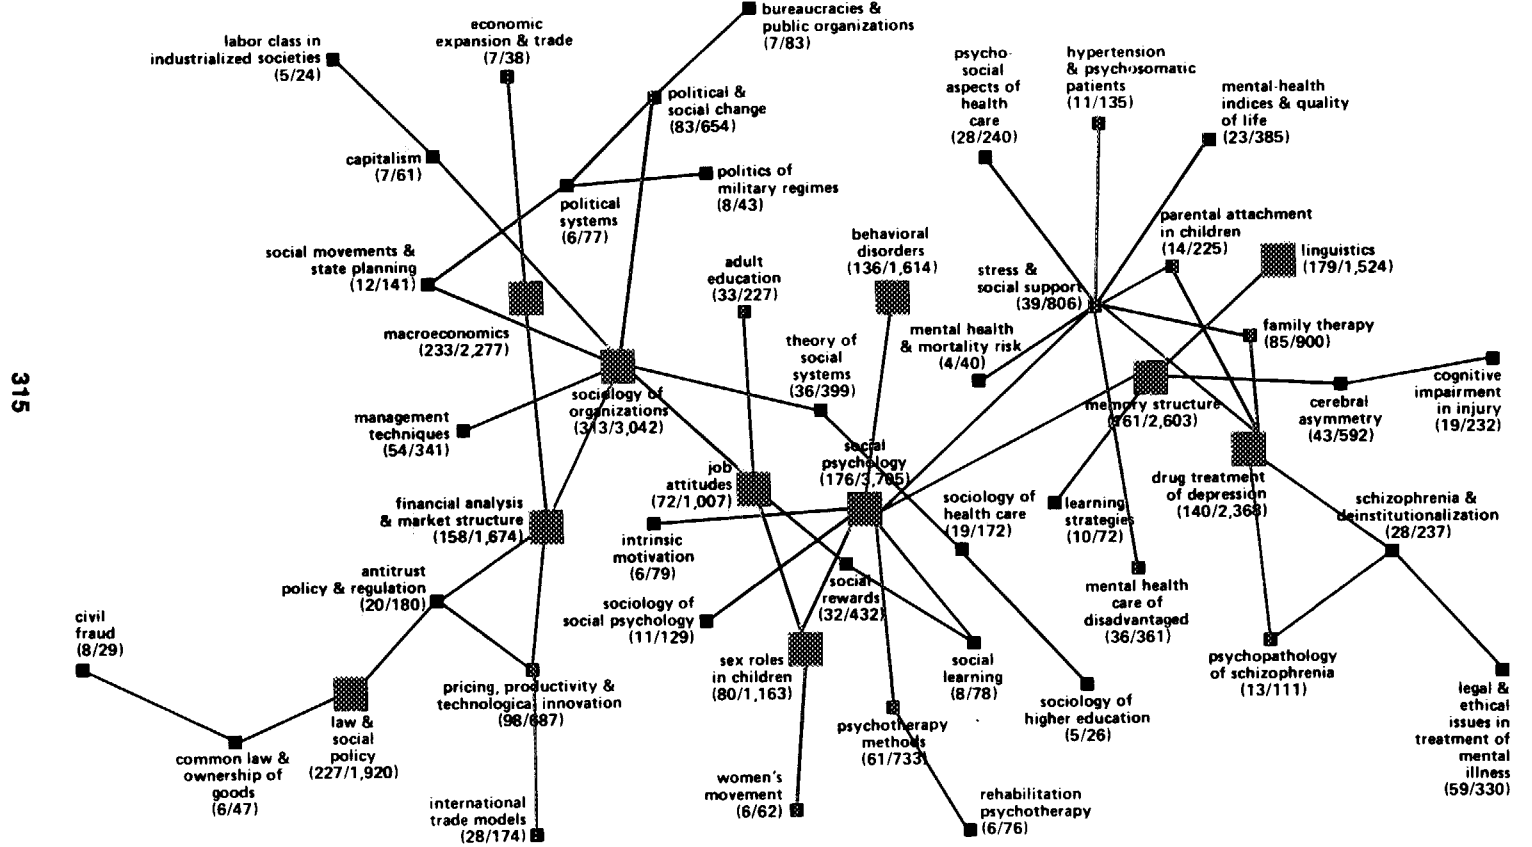 bureaucracies &
public organizations
(7/83)
economic
expansion & trade
(7/38)
labor class in
industrialized societies
(5/24)
psycho-
social
aspects of
health
care
(28/240)
hypertension
& psychosomatic
patients
(11/135)
mental-health
indices & quality
of life
(23/385)
political &
social change
(83/654)
capitalism
(7/61)
politics of
military regimes
(8/43)
political
systems
(6/77)
parental attachment
in children
(14/225)
behavioral
disorders
(136/1,614)
linguistics
(179/1,524)
social movements &
state planning
(12/141)
adult
education
(33/227)
stress &
social support
(39/806)
macroeconomics
(233/2,277)
theory of
social
systems
(36/399)
mental health
& mortality risk
(4/40)
family therapy
(85/900)
315
cognitive
impairment
in injury
(19/232)
sociology of
organizations
(313/3,042)
memory structure
(161/2,603)
cerebral
asymmetry
(43/592)
management
techniques
(54/341)
social
psychology
(176/3,705)
job
attitudes
(72/1,007)
drug treatment
of depression
(140/2,368)
financial analysis
& market structure
(158/1,674)
sociology of
health care
(19/172)
learning
strategies
(10/72)
schizophrenia &
deinstitutionalization
(28/237)
intrinsic
motivation
(6/79)
antitrust
policy & regulation
(20/180)
social
rewards
(32/432)
mental health
care of
disadvantaged
(36/361)
sociology of
social psychology
(11/129)
civil
fraud
(8/29)
sex roles
in children
(80/1,163)
social
learning
(8/78)
psychopathology
of schizophrenia
(13/111)
pricing, productivity &
technological innovation
(98/687)
sociology of
higher education
(5/26)
legal &
ethical
issues in
treatment of
mental
illness
(59/330)
law &
social
policy
(227/1,920)
psychotherapy
methods
(61/733)
common law &
ownership of
goods
(6/47)
women's
movement
(6/62)
international
trade models
(28/174)
rehabilitation
psychotherapy
(6/76)